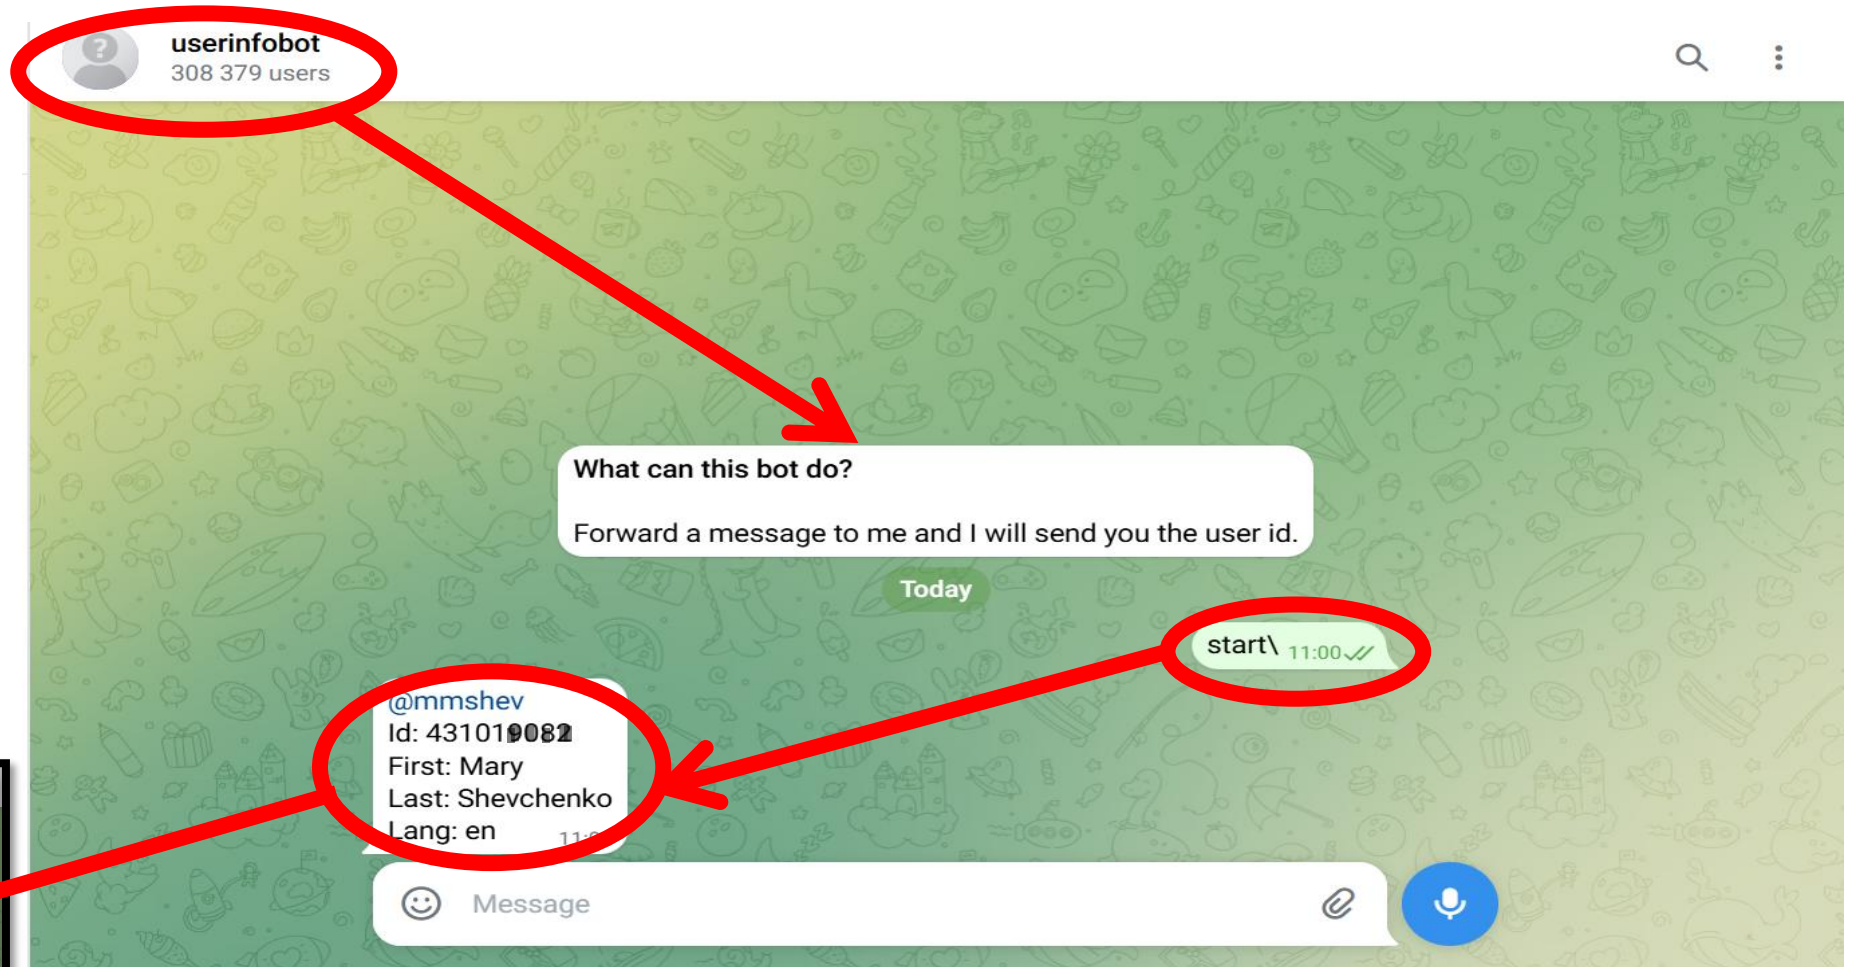 userinfobot
308 379 users
What can this bot do?
Forward a message to me and I will send you the user id.
Today
start\ 11:00
@mmshev
Id:
First: Mary
Last: Shevchenko
Lang: en
Message